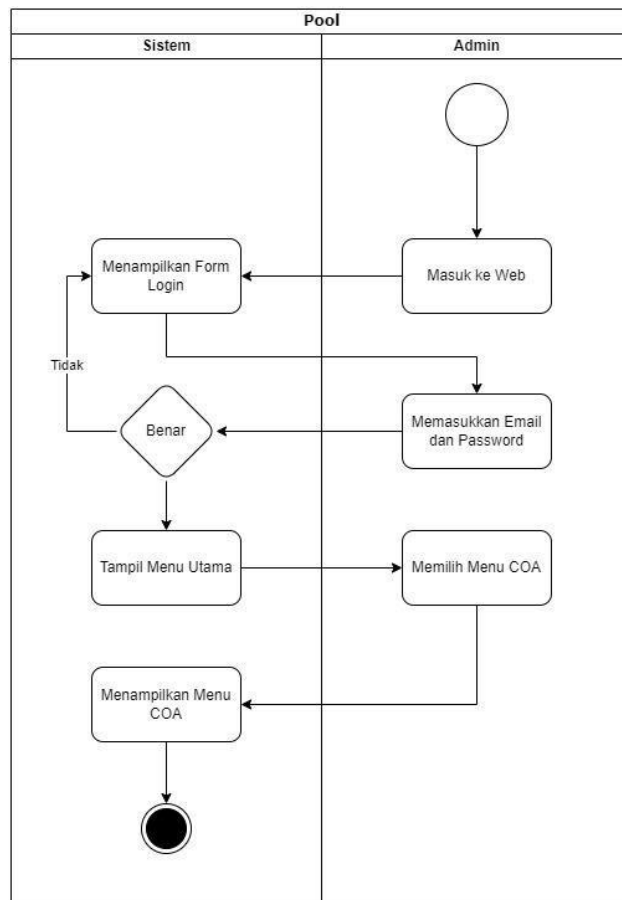 Pool
Sistem
Admin
Menampilkan Form
Login
Masuk ke Web
Tidak
Benar
Memasukkan Email
dan Password
Tampil Menu Utama
Memilih Menu COA
Menampilkan Menu
COA